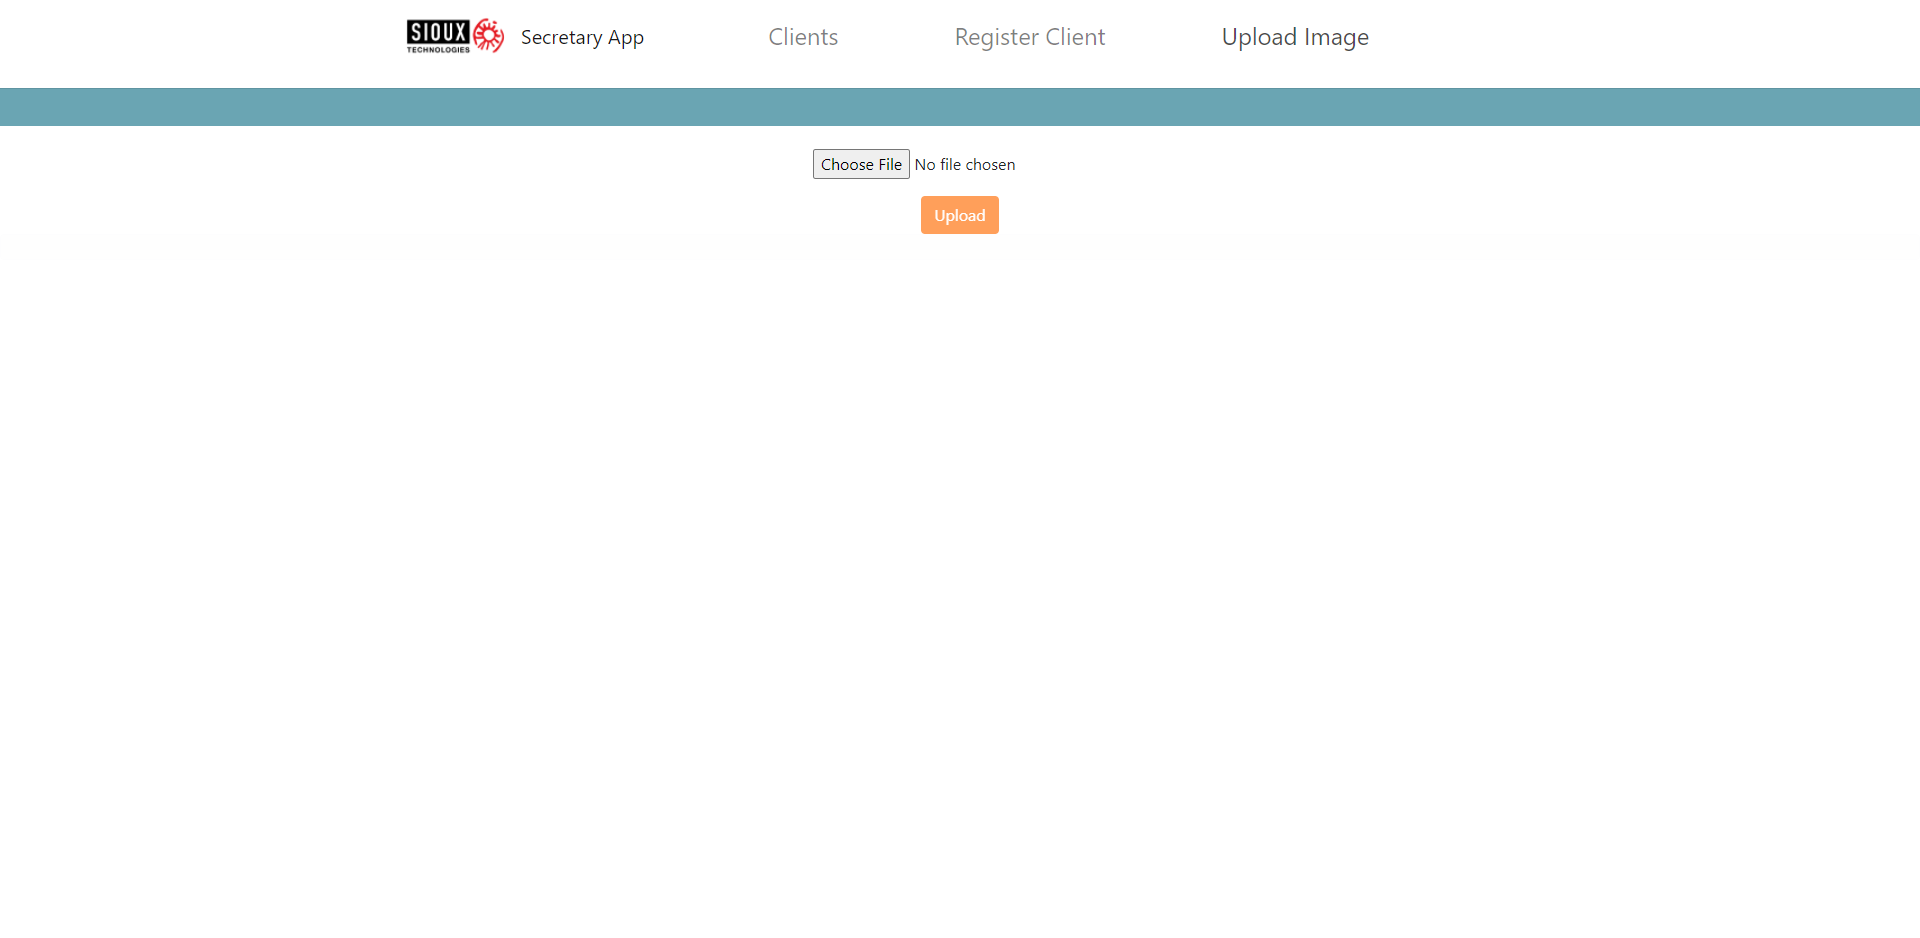 SIOUX
TECHNOLOGIES
Secretary App
Clients
Register Client
Upload Image
Choose File No file chosen
Upload